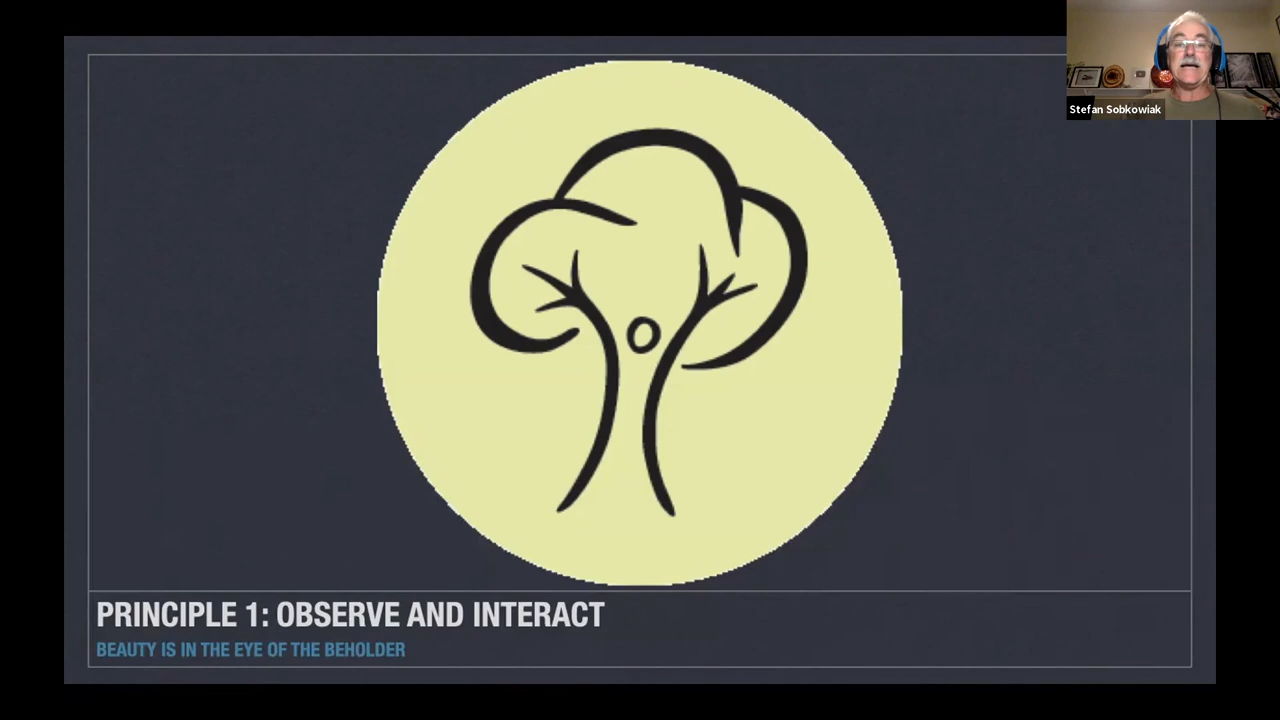 Stefan Sobkowiak
PRINCIPLE 1: OBSERVE AND INTERACT
BEAUTY IS IN THE EYE OF THE BEHOLDER